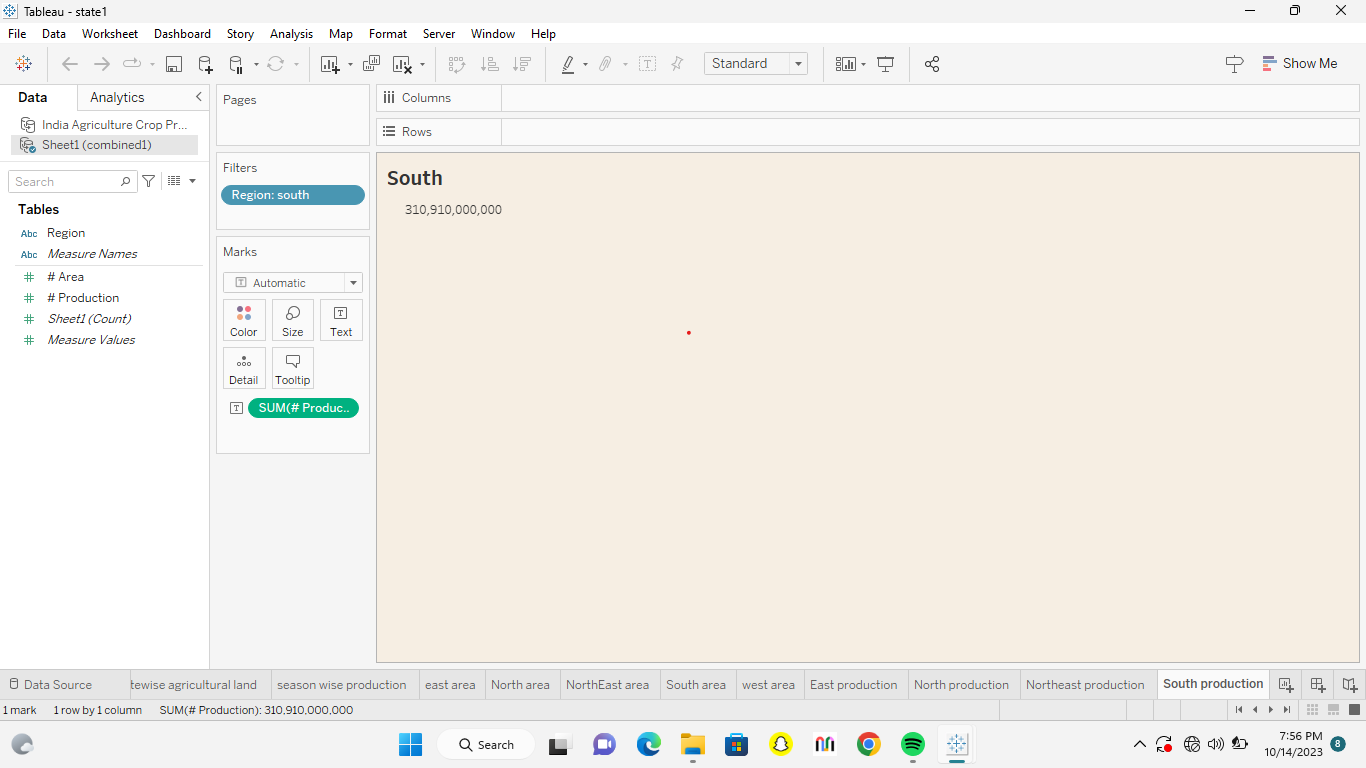 Tableau - state1
File Data Worksheet Dashboard Story Analysis Map Format Server Window Help
Standard
Show Me
Data Analytics
India Agriculture Crop Pr...
Sheet1 (combined1)
Search
Tables
Abc Region
Abc Measure Names
# Area
# Production
Sheet1 (Count)
Measure Values
Pages
Filters
Region: south
Marks
Automatic
Color Size Text
Detail Tooltip
SUM(# Produc..
Columns
Rows
South
310,910,000,000
Data Source tewise agricultural land season wise production east area North area NorthEast area South area west area East production North production Northeast production South production
1 mark 1 row by 1 column SUM(# Production): 310,910,000,000
Search
7:56 PM
10/14/2023
8